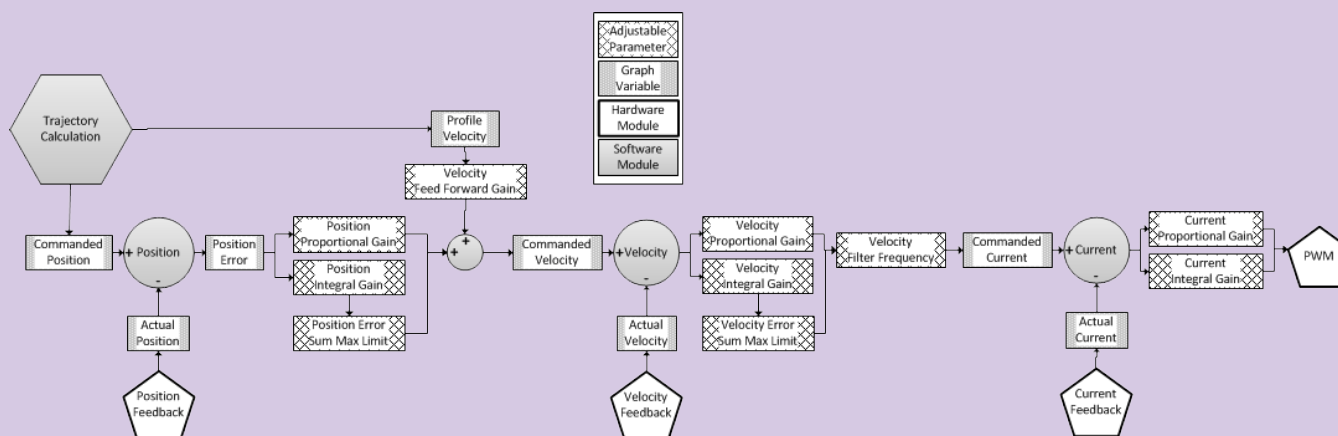 Adjustable
Parameter
Graph
Variable
Hardware
Module
Software
Module
Trajectory
Calculation
Profile
Velocity
Velocity
Feed Forward Gain
Commanded
Position
+ Position
-
Position
Error
Position
Proportional Gain
Position
Integral Gain
Position Error
Sum Max Limit
Actual
Position
Position
Feedback
+
+
Commanded
Velocity
+Velocity
-
Velocity
Proportional Gain
Velocity
Integral Gain
Velocity Error
Sum Max Limit
Actual
Velocity
Velocity
Feedback
Velocity
Filter Frequency
Commanded
Current
+Current
-
Current
Proportional Gain
Current
Integral Gain
Actual
Current
Current
Feedback
PWM